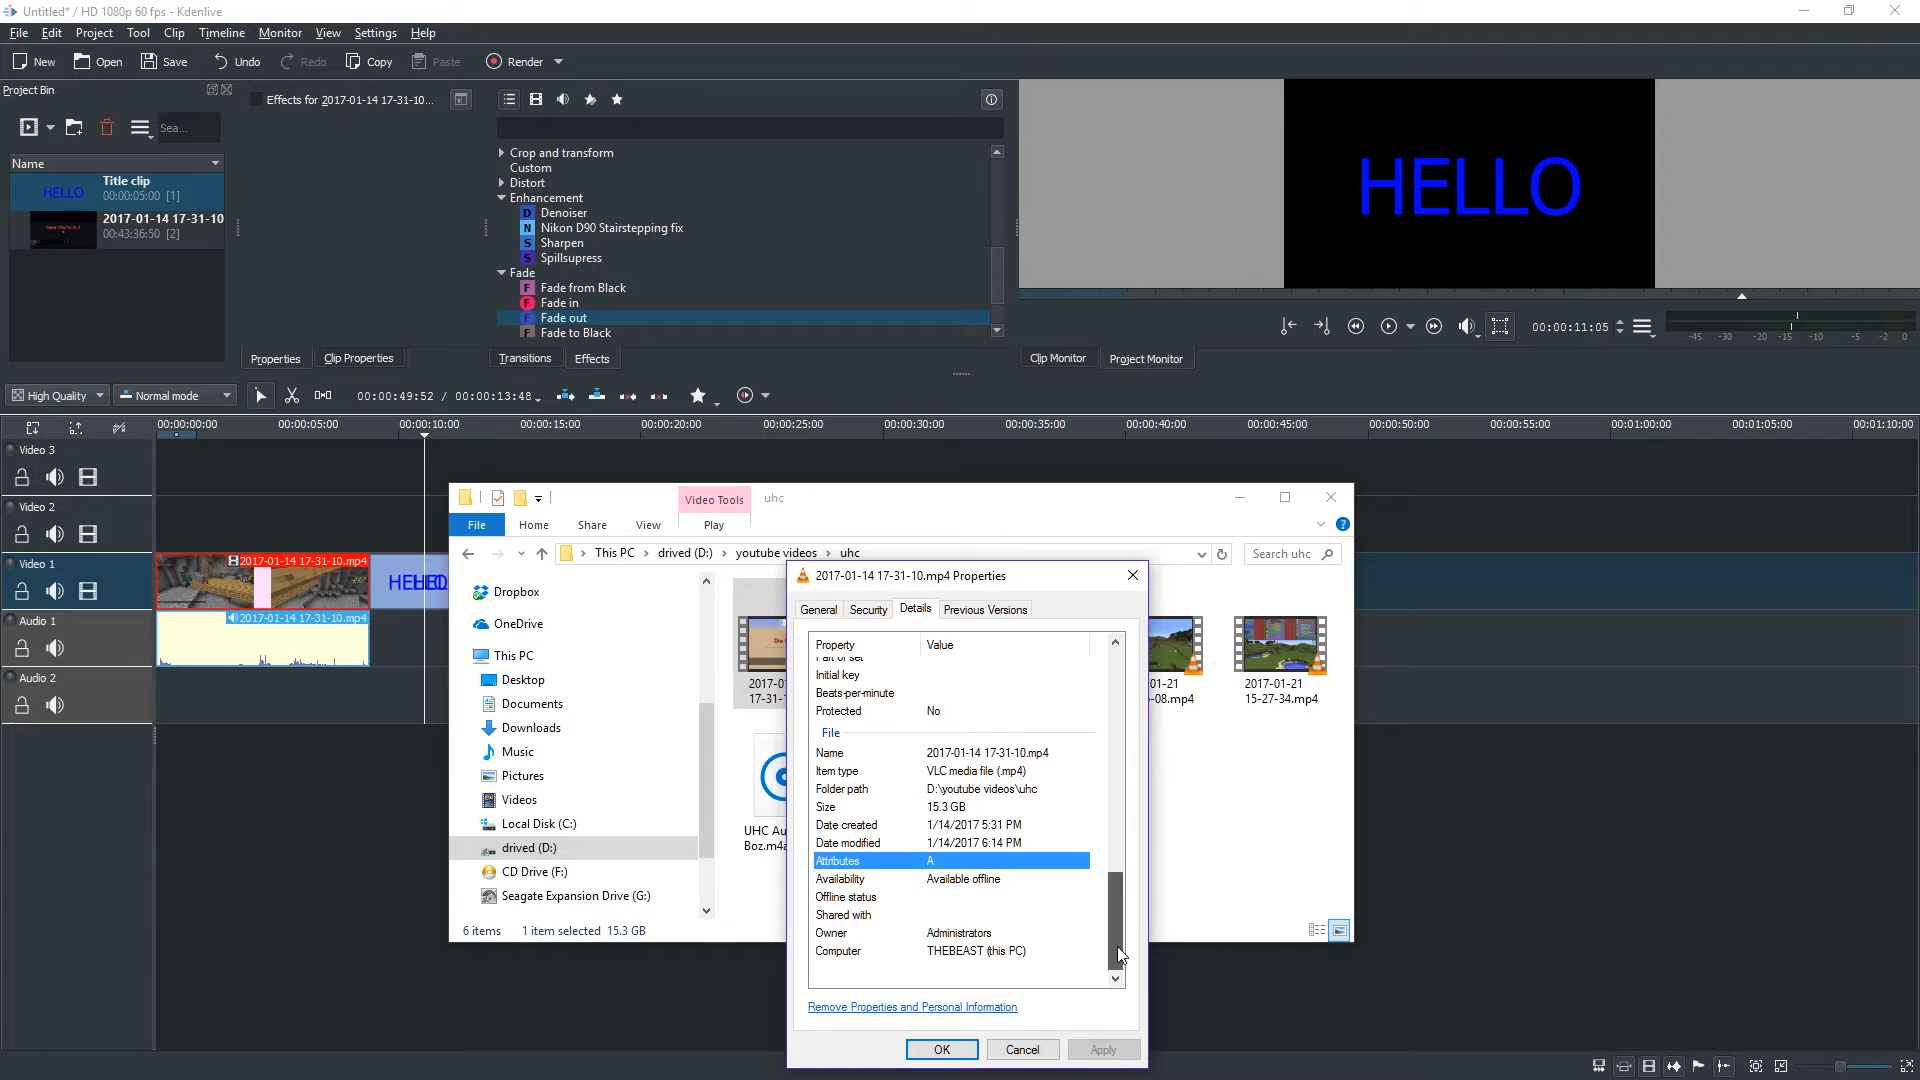 Untitled* / HD 1080p 60 fps - Kdenlive
File Edit Project Tool Clip Timeline Monitor View Settings Help
New Open Save Undo Redo Copy Paste Render
Project Bin
Effects for 2017-01-14 17-31-10...
Sea...
Name
HELLO
Title clip
00:00:05:00 [1]
2017-01-14 17-31-10
00:43:36:50 [2]
Crop and transform
Custom
Distort
Enhancement
D Denoiser
N Nikon D90 Stairstepping fix
S Sharpen
S Spillsupress
Fade
F Fade from Black
F Fade in
F Fade out
F Fade to Black
Properties Clip Properties
Transitions Effects
HELLO
00:00:11:05
-45 -30 -20 -15 -10 -5 -2 0
Clip Monitor Project Monitor
High Quality Normal mode 00:00:49:52 / 00:00:13:48
00:00:00:00 00:00:05:00 00:00:10:00 00:00:15:00 00:00:20:00 00:00:25:00 00:00:30:00 00:00:35:00 00:00:40:00 00:00:45:00 00:00:50:00 00:00:55:00 00:01:00:00 00:01:05:00 00:01:10:00
Video 3
Video 2
Video 1
2017-01-14 17-31-10.mp4
Audio 1
2017-01-14 17-31-10.mp4
Audio 2
Video Tools uhc
File Home Share View Play
This PC > drived (D:) > youtube videos > uhc
Search uhc
Dropbox
OneDrive
This PC
Desktop
Documents
Downloads
Music
Pictures
Videos
Local Disk (C:)
drived (D:)
CD Drive (F:)
Seagate Expansion Drive (G:)
6 items 1 item selected 15.3 GB
2017-01-21
15-27-34.mp4
2017-01-14 17-31-10.mp4 Properties
General Security Details Previous Versions
Property Value
Part of set
Initial key
Beats-per-minute
Protected No
File
Name 2017-01-14 17-31-10.mp4
Item type VLC media file (.mp4)
Folder path D:\youtube videos\uhc
Size 15.3 GB
Date created 1/14/2017 5:31 PM
Date modified 1/14/2017 6:14 PM
Attributes A
Availability Available offline
Offline status
Shared with
Owner Administrators
Computer THEBEAST (this PC)
Remove Properties and Personal Information
OK Cancel Apply